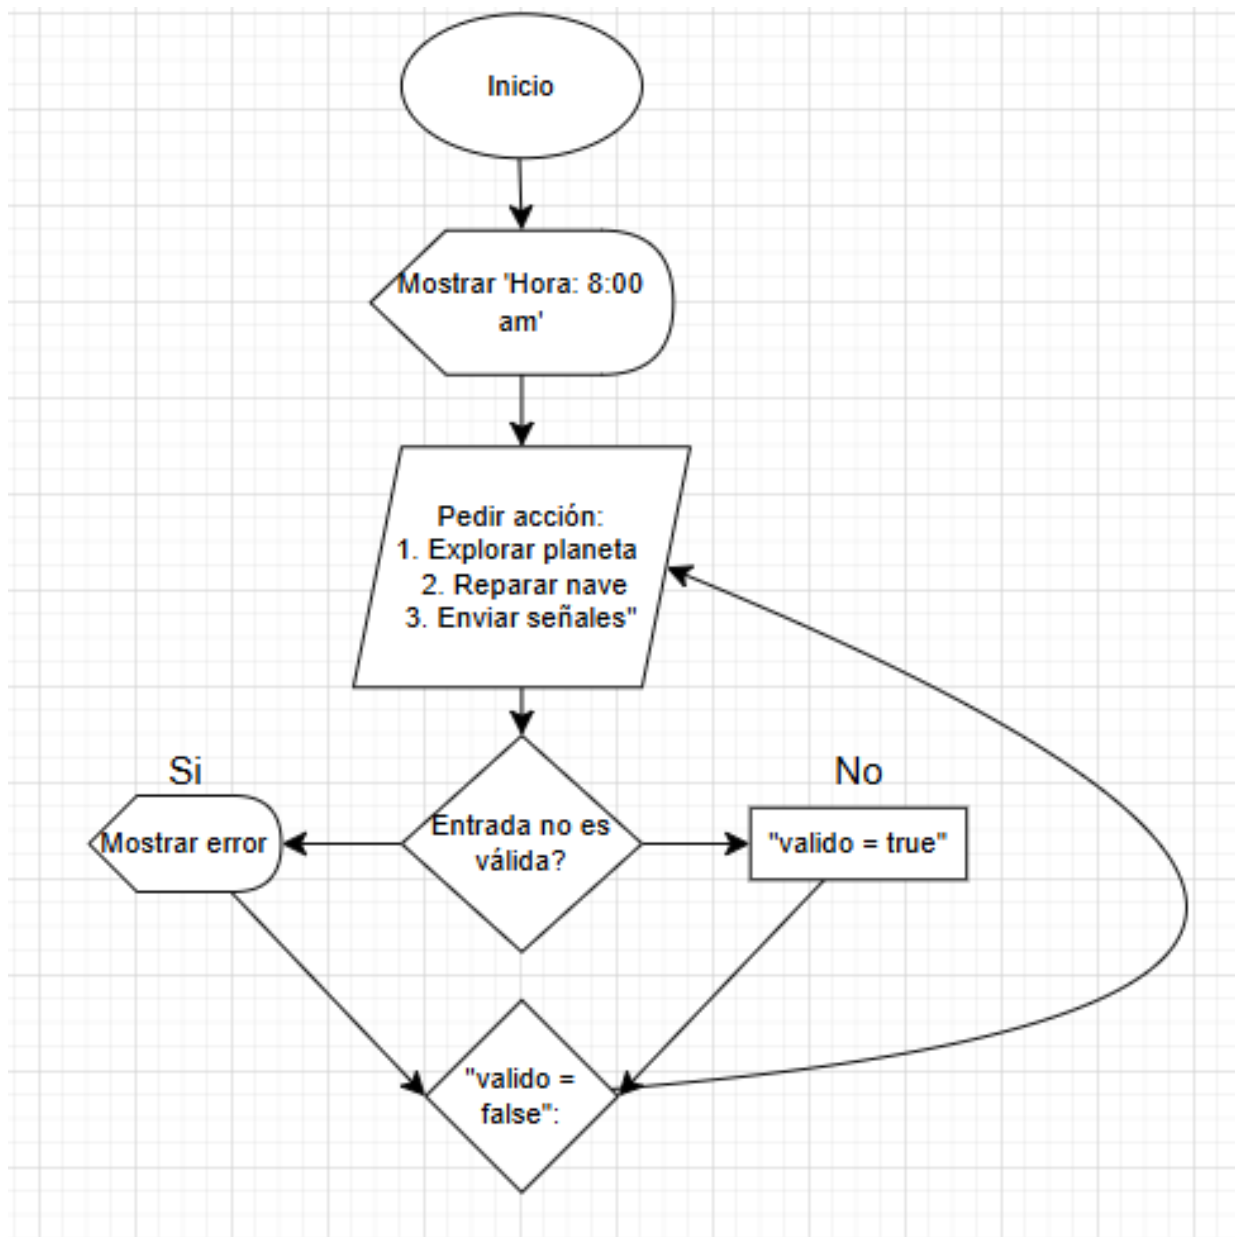 Inicio
Mostrar 'Hora: 8:00
am'
Pedir acción:
1. Explorar planeta
2. Reparar nave
3. Enviar señales"
Si
No
Mostrar error
Entrada no es
válida?
"valido = true"
"valido =
false":